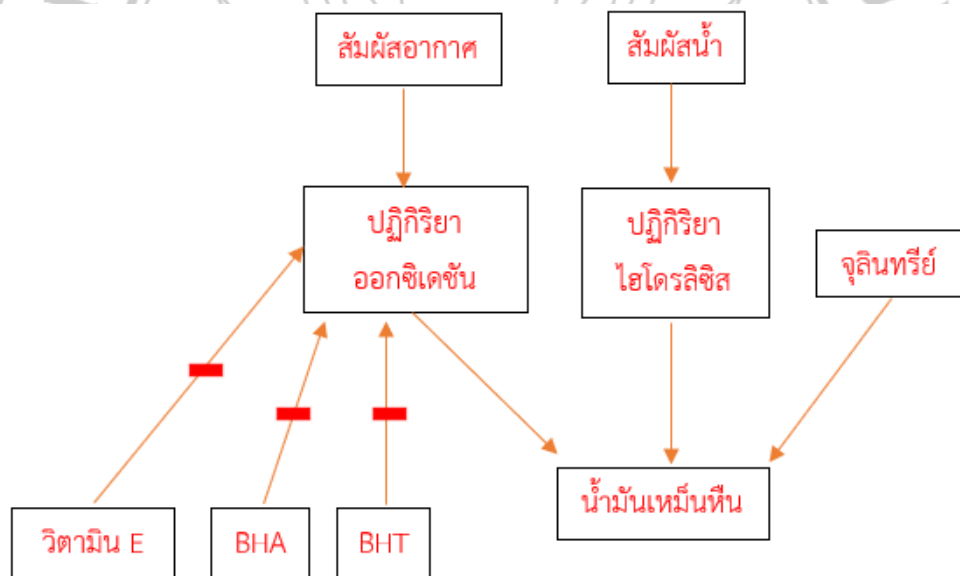 สัมผัสอากาศ
สัมผัสน้ำ
ปฏิกิริยา
ออกซิเดชัน
ปฏิกิริยา
ไฮโดรลิซิส
จุลินทรีย์
น้ำมันเหม็นหืน
วิตามิน E
BHA
BHT